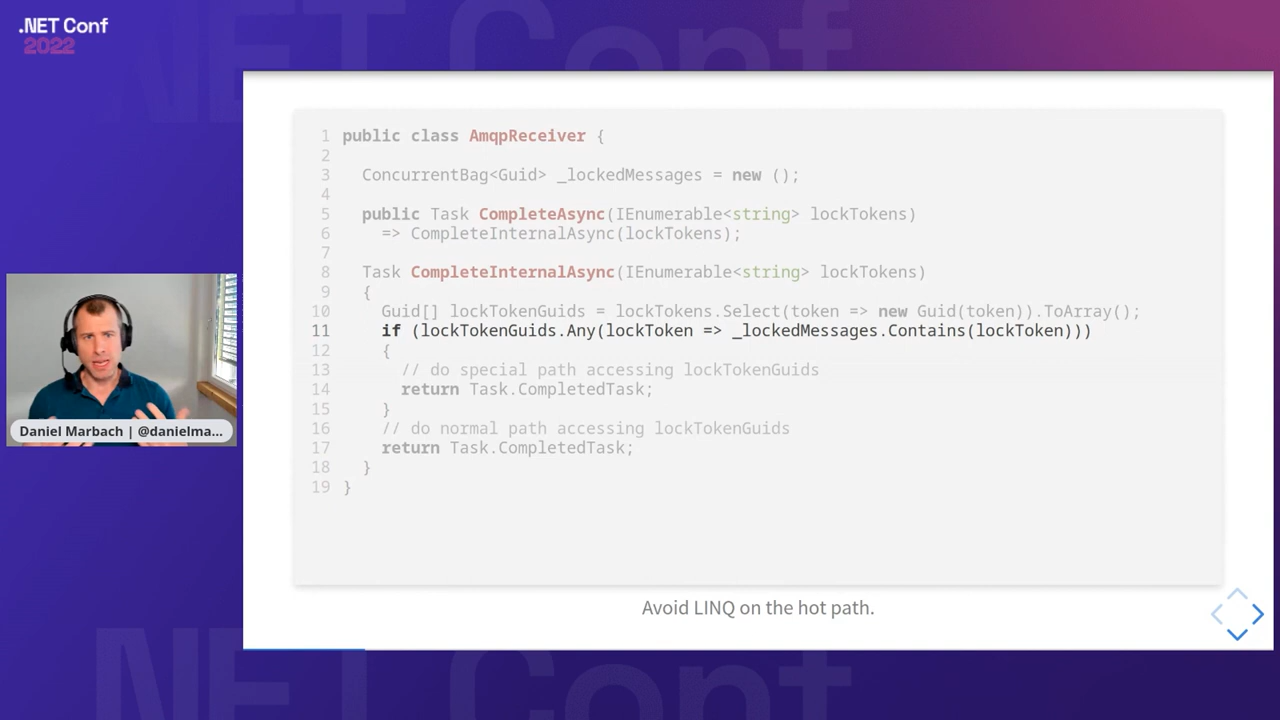 .NET Conf
2022
1 public class AmqpReceiver {
2
3 ConcurrentBag<Guid> _lockedMessages = new ();
4
5 public Task CompleteAsync(IEnumerable<string> lockTokens)
6 => CompleteInternalAsync(lockTokens);
7
8 Task CompleteInternalAsync(IEnumerable<string> lockTokens)
9 {
10 Guid[] lockTokenGuids = lockTokens.Select(token => new Guid(token)).ToArray();
11 if (lockTokenGuids.Any(lockToken => _lockedMessages.Contains(lockToken)))
12 {
13 // do special path accessing lockTokenGuids
14 return Task.CompletedTask;
15 }
16 // do normal path accessing lockTokenGuids
17 return Task.CompletedTask;
18 }
19 }
Avoid LINQ on the hot path.
Daniel Marbach | @danielma...